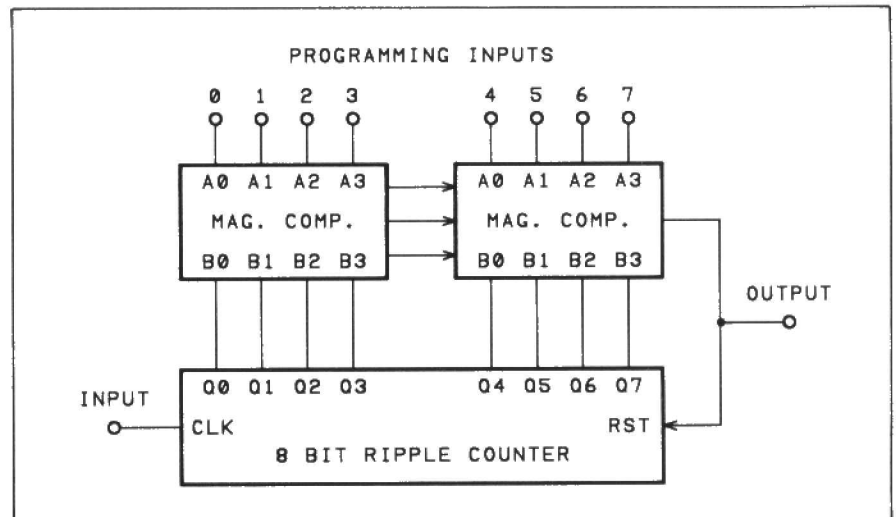 PROGRAMMING INPUTS
0 1 2 3 4 5 6 7
A0 A1 A2 A3 A0 A1 A2 A3
MAG. COMP. MAG. COMP.
B0 B1 B2 B3 B0 B1 B2 B3
OUTPUT
Q0 Q1 Q2 Q3 Q4 Q5 Q6 Q7
INPUT
CLK RST
8 BIT RIPPLE COUNTER